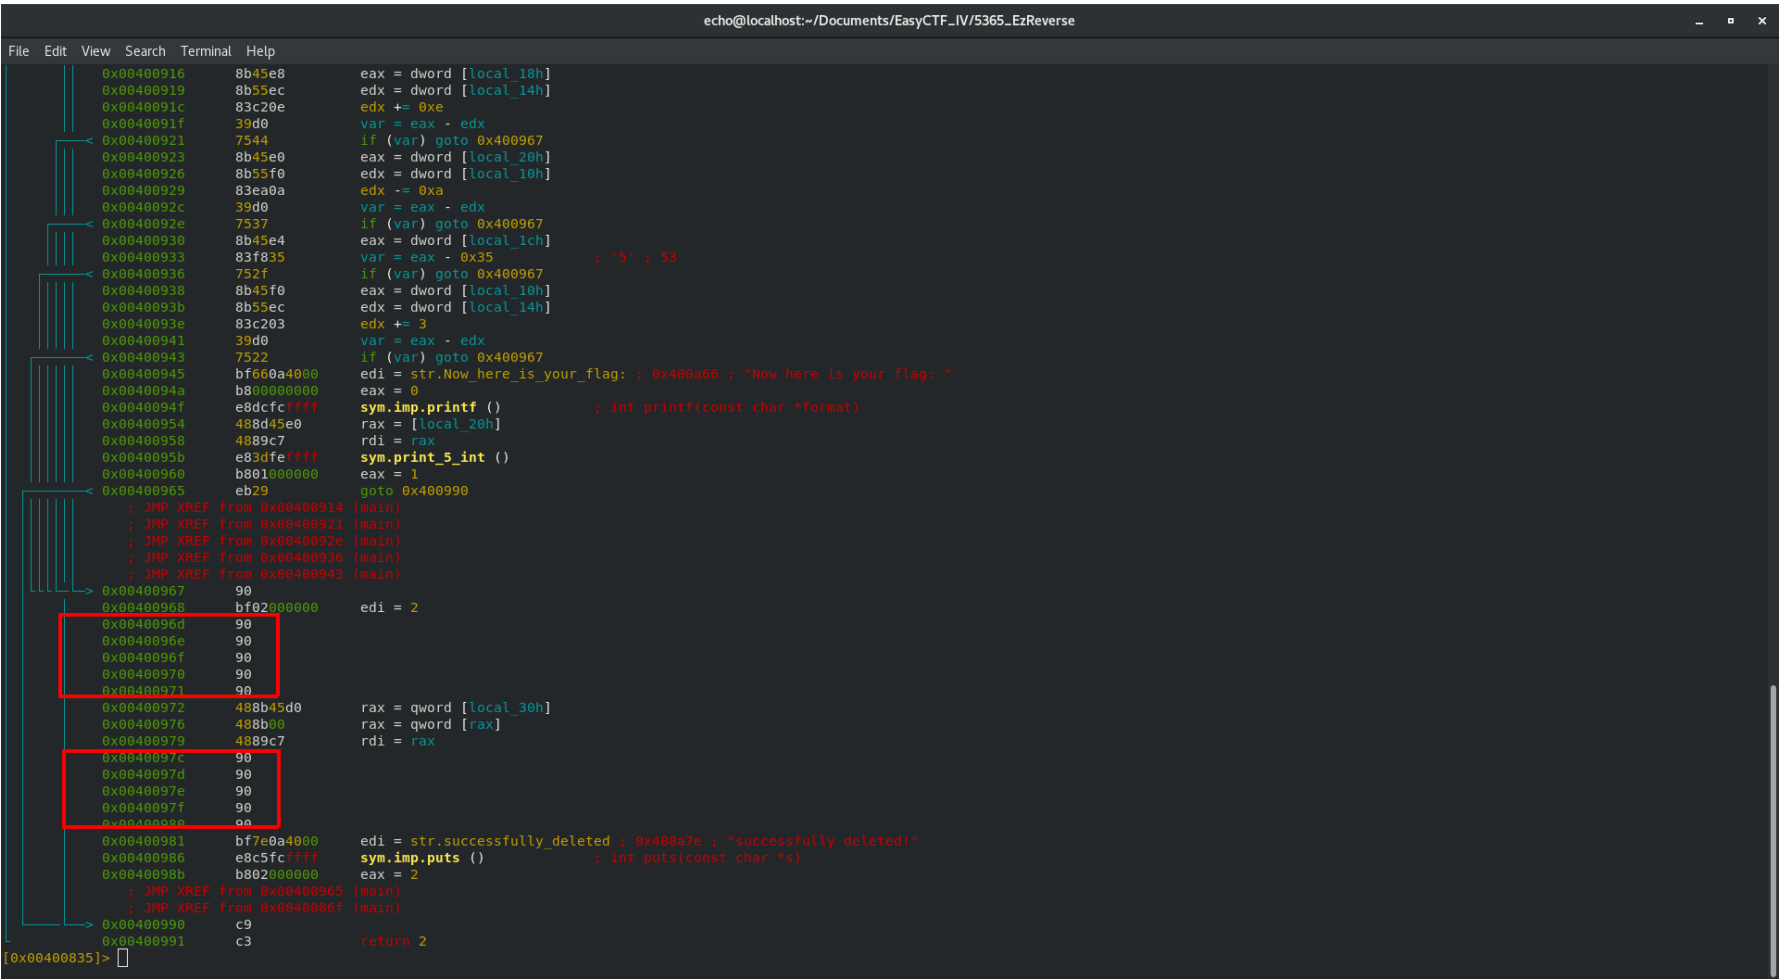 echo@localhost:~/Documents/EasyCTF_IV/5365_EzReverse
File Edit View Search Terminal Help
0x00400916 8b45e8 eax = dword [local_18h]
0x00400919 8b55ec edx = dword [local_14h]
0x0040091c 83c20e edx += 0xe
0x0040091f 39d0 var = eax - edx
< 0x00400921 7544 if (var) goto 0x400967
0x00400923 8b45e0 eax = dword [local_20h]
0x00400926 8b55f0 edx = dword [local_10h]
0x00400929 83ea0a edx -= 0xa
0x0040092c 39d0 var = eax - edx
< 0x0040092e 7537 if (var) goto 0x400967
0x00400930 8b45e4 eax = dword [local_1ch]
0x00400933 83f835 var = eax - 0x35 ; '5' ; 53
< 0x00400936 752f if (var) goto 0x400967
0x00400938 8b45f0 eax = dword [local_10h]
0x0040093b 8b55ec edx = dword [local_14h]
0x0040093e 83c203 edx += 3
0x00400941 39d0 var = eax - edx
< 0x00400943 7522 if (var) goto 0x400967
0x00400945 bf660a4000 edi = str.Now_here_is_your_flag: ; 0x400a66 ; "Now here is your flag: "
0x0040094a b800000000 eax = 0
0x0040094f e8dcfcffff sym.imp.printf () ; int printf(const char *format)
0x00400954 488d45e0 rax = [local_20h]
0x00400958 4889c7 rdi = rax
0x0040095b e83dfeffff sym.print_5_int ()
0x00400960 b801000000 eax = 1
< 0x00400965 eb29 goto 0x400990
; JMP XREF from 0x00400914 (main)
; JMP XREF from 0x00400921 (main)
; JMP XREF from 0x0040092e (main)
; JMP XREF from 0x00400936 (main)
; JMP XREF from 0x00400943 (main)
> 0x00400967 90
0x00400968 bf02000000 edi = 2
0x0040096d 90
0x0040096e 90
0x0040096f 90
0x00400970 90
0x00400971 90
0x00400972 488b45d0 rax = qword [local_30h]
0x00400976 488b00 rax = qword [rax]
0x00400979 4889c7 rdi = rax
0x0040097c 90
0x0040097d 90
0x0040097e 90
0x0040097f 90
0x00400980 90
0x00400981 bf7e0a4000 edi = str.successfully_deleted ; 0x400a7e ; "successfully deleted!"
0x00400986 e8c5fcffff sym.imp.puts () ; int puts(const char *s)
0x0040098b b802000000 eax = 2
; JMP XREF from 0x00400965 (main)
; JMP XREF from 0x0040086f (main)
> 0x00400990 c9
0x00400991 c3 return 2
[0x00400835]>